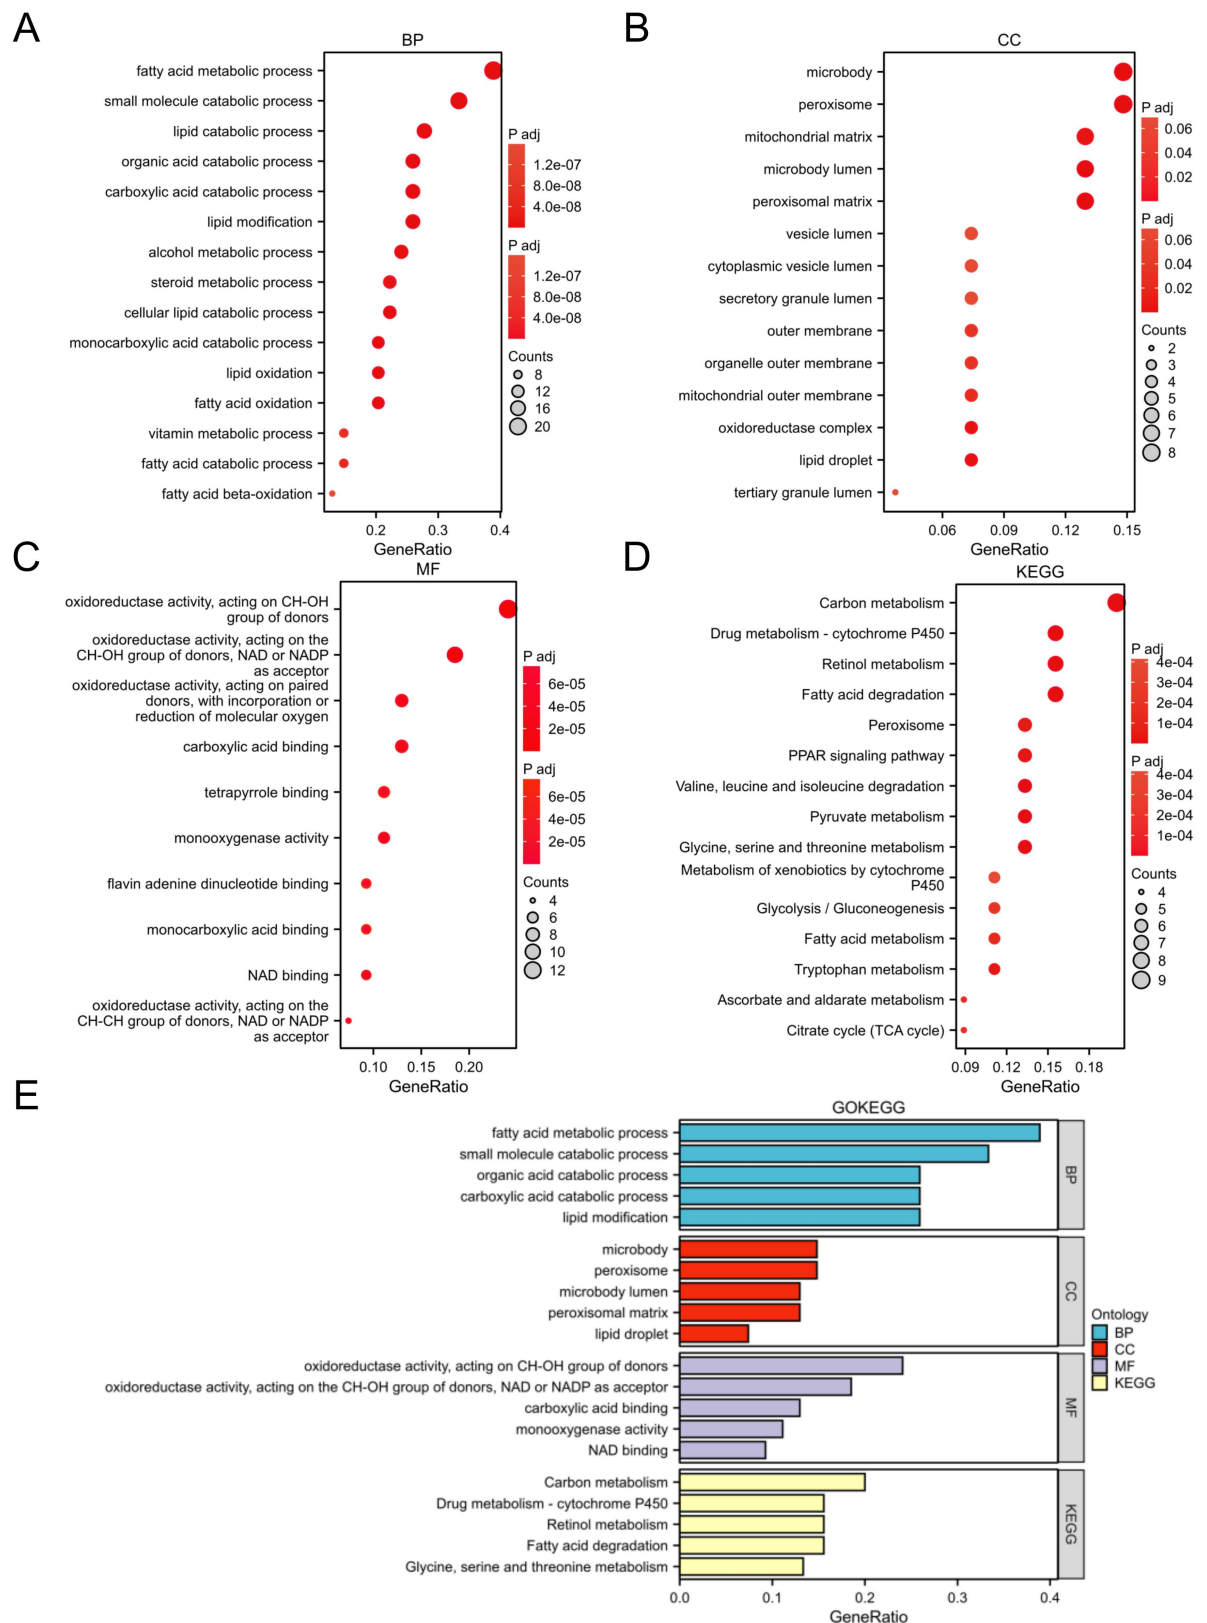 A
BP
fatty acid metabolic process
small molecule catabolic process
lipid catabolic process
organic acid catabolic process
carboxylic acid catabolic process
lipid modification
alcohol metabolic process
steroid metabolic process
cellular lipid catabolic process
monocarboxylic acid catabolic process
lipid oxidation
fatty acid oxidation
vitamin metabolic process
fatty acid catabolic process
fatty acid beta-oxidation
0.2 0.3 0.4
GeneRatio
P adj
1.2e-07
8.0e-08
4.0e-08
P adj
1.2e-07
8.0e-08
4.0e-08
Counts
8
12
16
20
B
CC
microbody
peroxisome
mitochondrial matrix
microbody lumen
peroxisomal matrix
vesicle lumen
cytoplasmic vesicle lumen
secretory granule lumen
outer membrane
organelle outer membrane
mitochondrial outer membrane
oxidoreductase complex
lipid droplet
tertiary granule lumen
0.06 0.09 0.12 0.15
GeneRatio
P adj
0.06
0.04
0.02
P adj
0.06
0.04
0.02
Counts
2
3
4
5
6
7
8
C
MF
oxidoreductase activity, acting on CH-OH
group of donors
oxidoreductase activity, acting on the
CH-OH group of donors, NAD or NADP
as acceptor
oxidoreductase activity, acting on paired
donors, with incorporation or
reduction of molecular oxygen
carboxylic acid binding
tetrapyrrole binding
monooxygenase activity
flavin adenine dinucleotide binding
monocarboxylic acid binding
NAD binding
oxidoreductase activity, acting on the
CH-CH group of donors, NAD or NADP
as acceptor
0.10 0.15 0.20
GeneRatio
P adj
6e-05
4e-05
2e-05
P adj
6e-05
4e-05
2e-05
Counts
4
6
8
10
12
D
KEGG
Carbon metabolism
Drug metabolism - cytochrome P450
Retinol metabolism
Fatty acid degradation
Peroxisome
PPAR signaling pathway
Valine, leucine and isoleucine degradation
Pyruvate metabolism
Glycine, serine and threonine metabolism
Metabolism of xenobiotics by cytochrome
P450
Glycolysis / Gluconeogenesis
Fatty acid metabolism
Tryptophan metabolism
Ascorbate and aldarate metabolism
Citrate cycle (TCA cycle)
0.09 0.12 0.15 0.18
GeneRatio
P adj
4e-04
3e-04
2e-04
1e-04
P adj
4e-04
3e-04
2e-04
1e-04
Counts
4
5
6
7
8
9
E
GOKEGG
fatty acid metabolic process
small molecule catabolic process
organic acid catabolic process
carboxylic acid catabolic process
lipid modification
BP
microbody
peroxisome
microbody lumen
peroxisomal matrix
lipid droplet
CC
oxidoreductase activity, acting on CH-OH group of donors
oxidoreductase activity, acting on the CH-OH group of donors, NAD or NADP as acceptor
carboxylic acid binding
monooxygenase activity
NAD binding
MF
Carbon metabolism
Drug metabolism - cytochrome P450
Retinol metabolism
Fatty acid degradation
Glycine, serine and threonine metabolism
KEGG
0.0 0.1 0.2 0.3 0.4
GeneRatio
Ontology
BP
CC
MF
KEGG